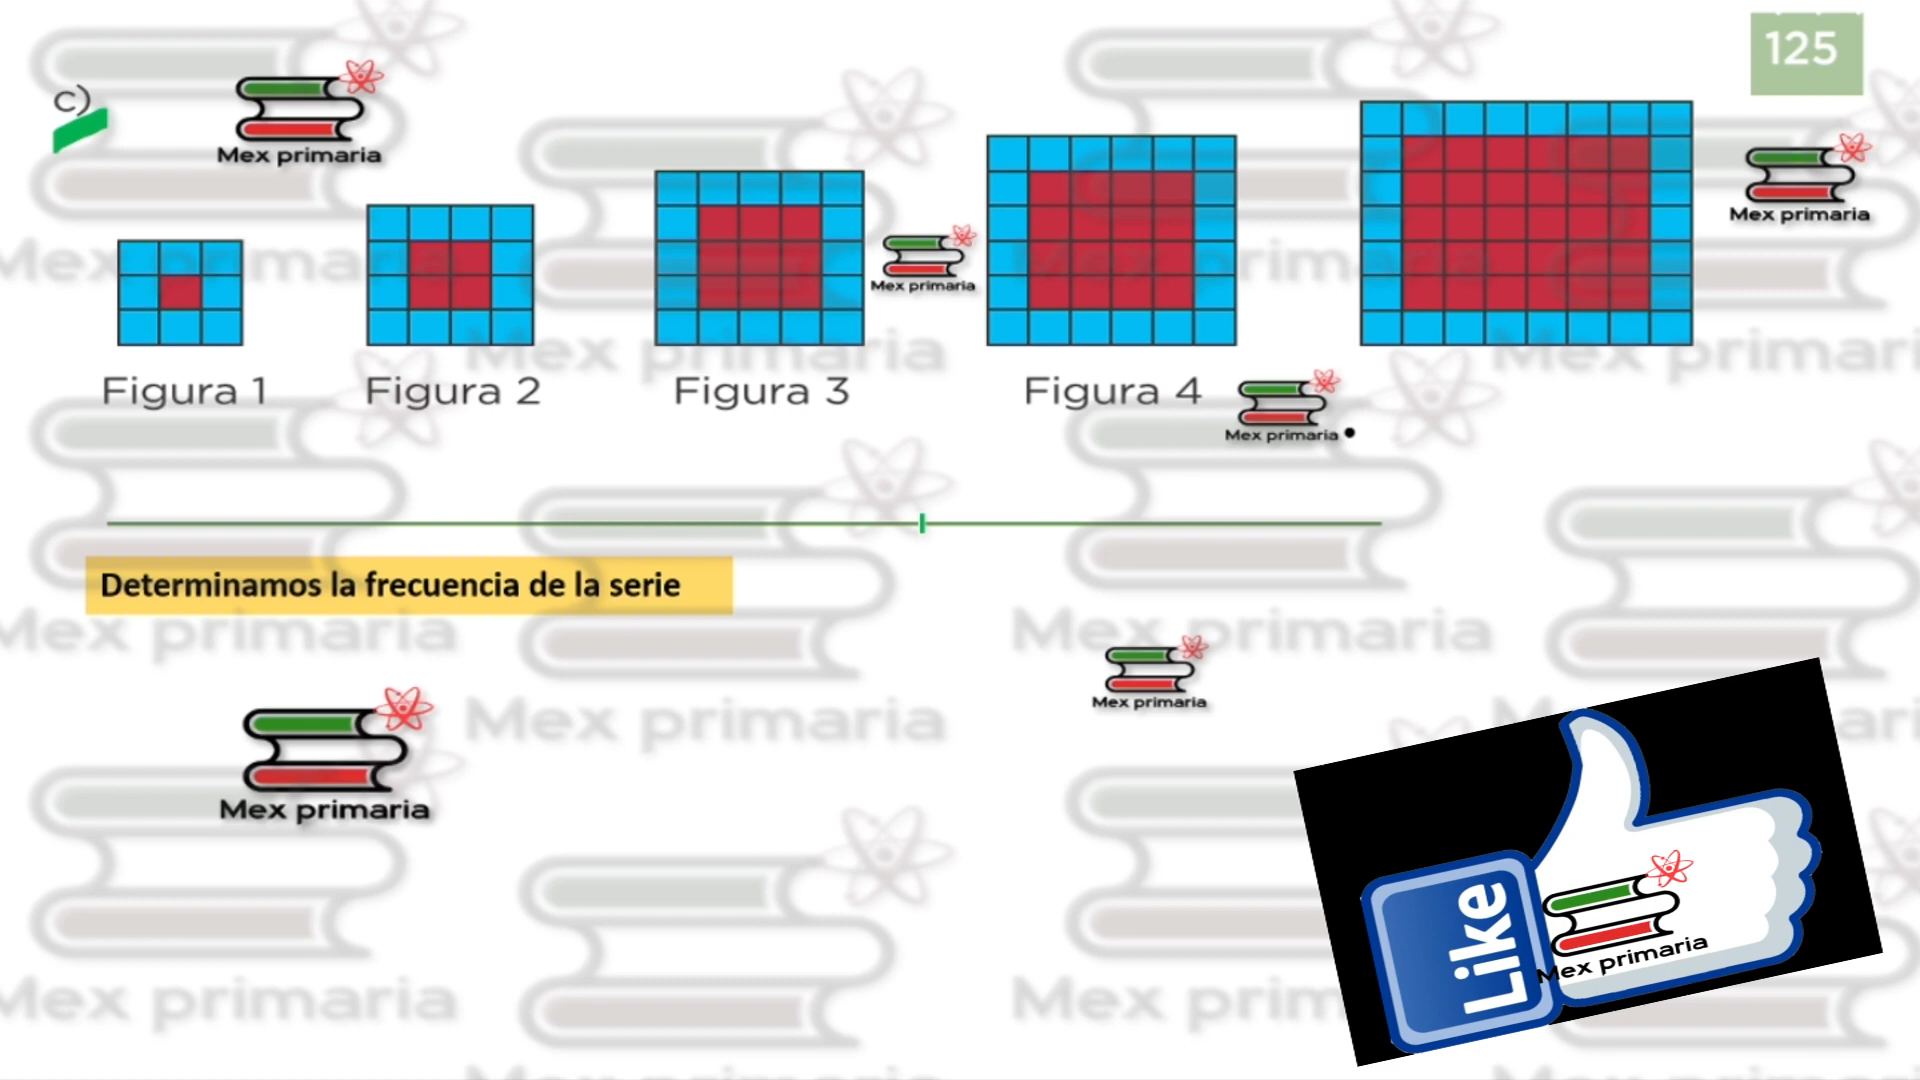 125
c)
Mex primaria
Mex primaria
Mex primaria
Figura 1
Figura 2
Figura 3
Figura 4
Mex primaria
Determinamos la frecuencia de la serie
Mex primaria
Mex primaria
Like
Mex primaria